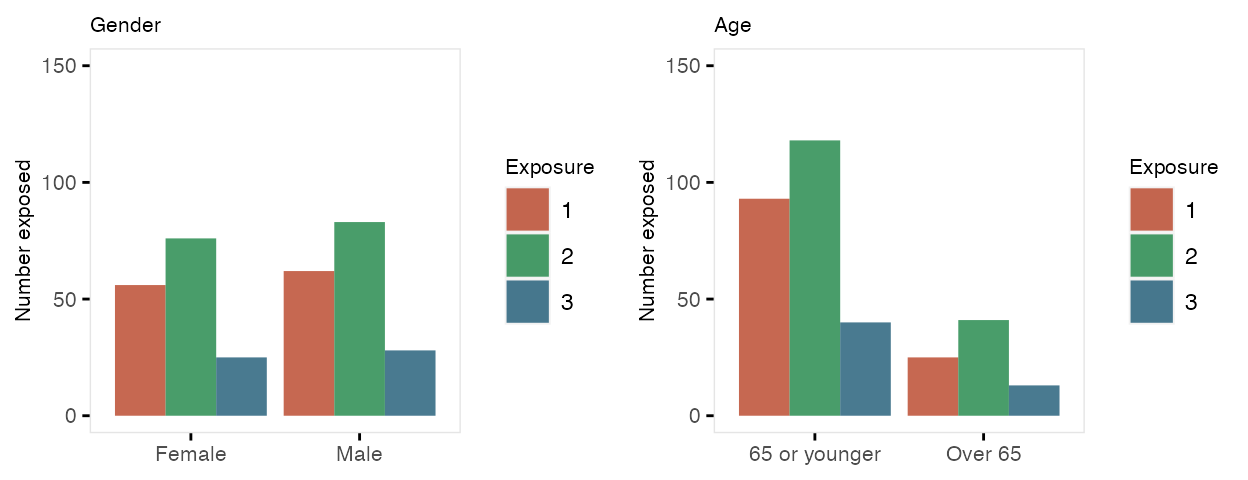 Gender
150
100
50
0
Number exposed
Female Male
Exposure
1
2
3
Age
150
100
50
0
Number exposed
65 or younger Over 65
Exposure
1
2
3